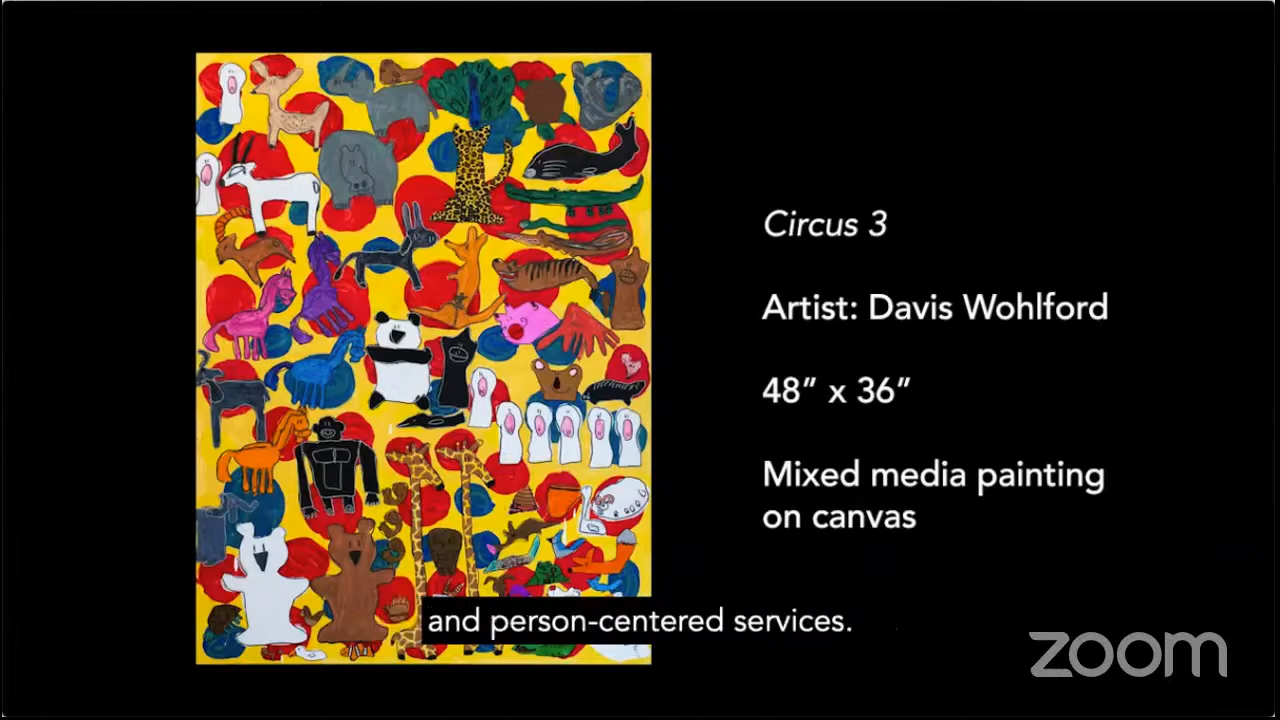 Circus 3
Artist: Davis Wohlford
48” x 36”
Mixed media painting
on canvas
and person-centered services.
zoom